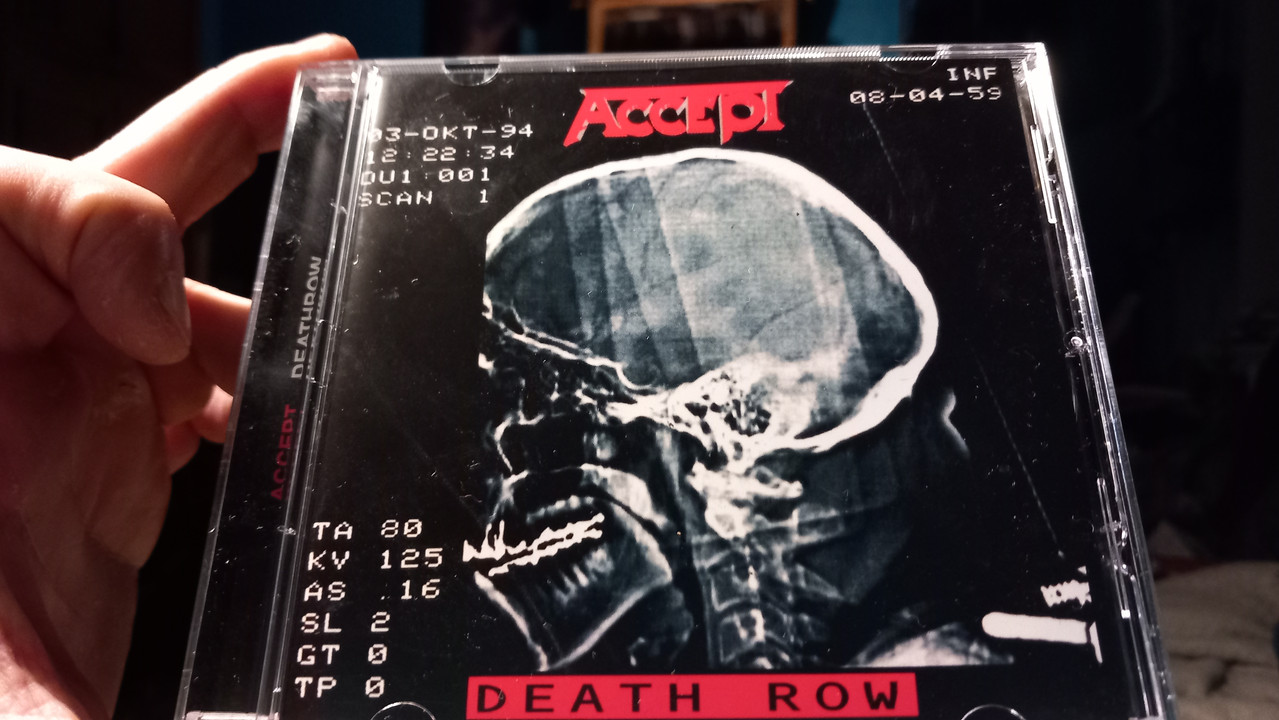 ACCEPT
INF
08-04-59
03-OKT-94
12:22:34
DU1:001
SCAN 1
ACCEPT DEATHROW
TA 80
KV 125
AS .16
SL 2
GT 0
TP 0
DEATH ROW